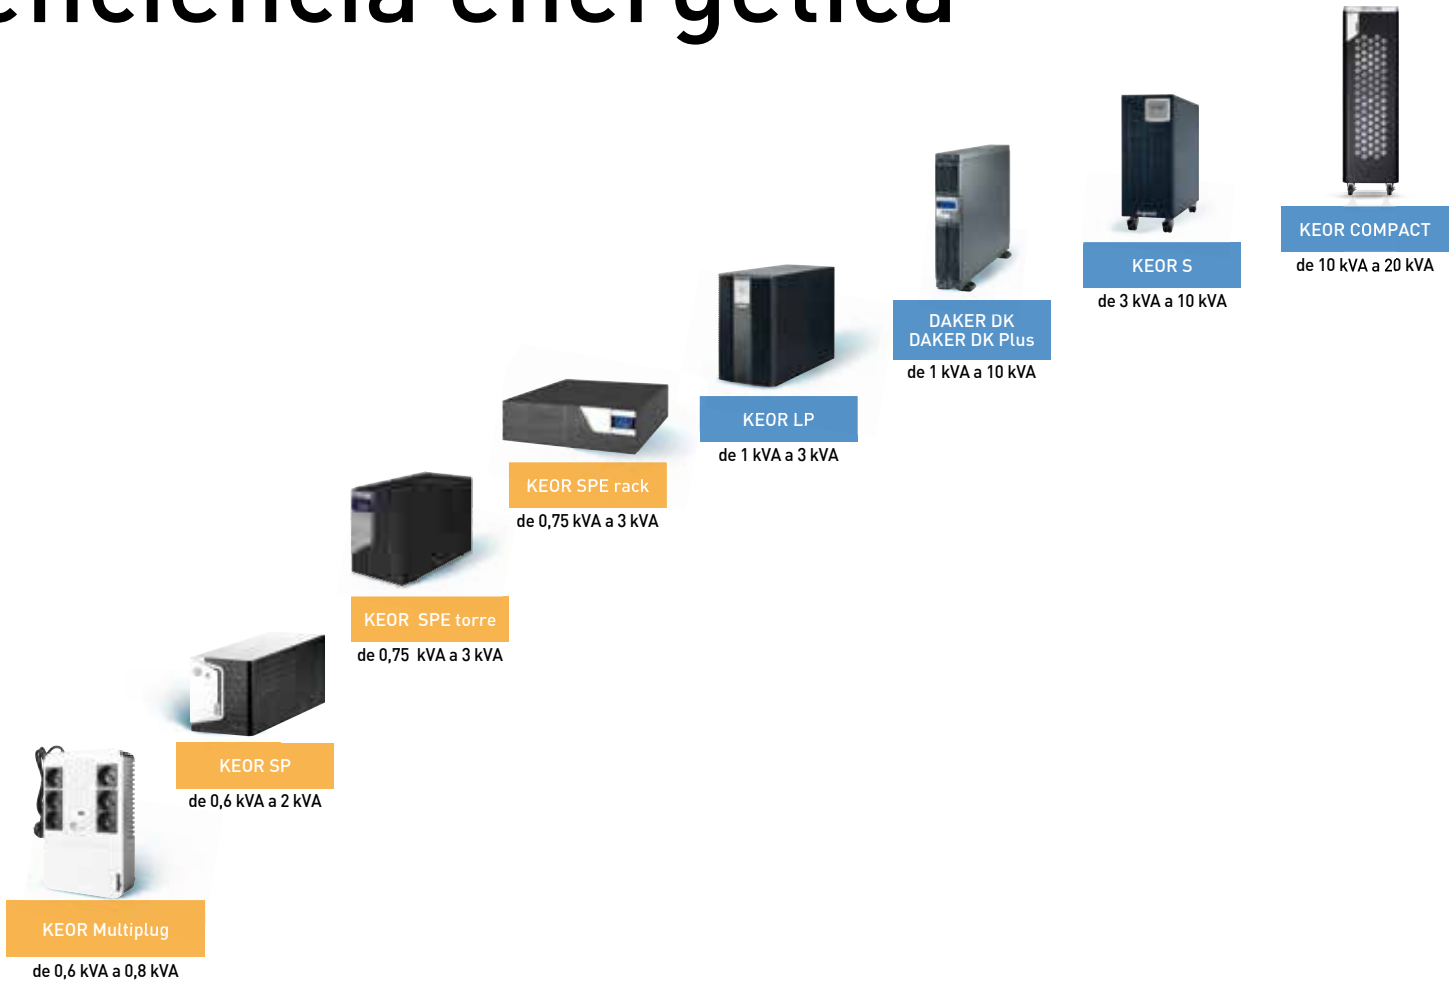 eficiencia energética
KEOR COMPACT
de 10 kVA a 20 kVA
KEOR S
de 3 kVA a 10 kVA
DAKER DK
DAKER DK Plus
de 1 kVA a 10 kVA
KEOR LP
de 1 kVA a 3 kVA
KEOR SPE rack
de 0,75 kVA a 3 kVA
KEOR SPE torre
de 0,75 kVA a 3 kVA
KEOR SP
de 0,6 kVA a 2 kVA
KEOR Multiplug
de 0,6 kVA a 0,8 kVA